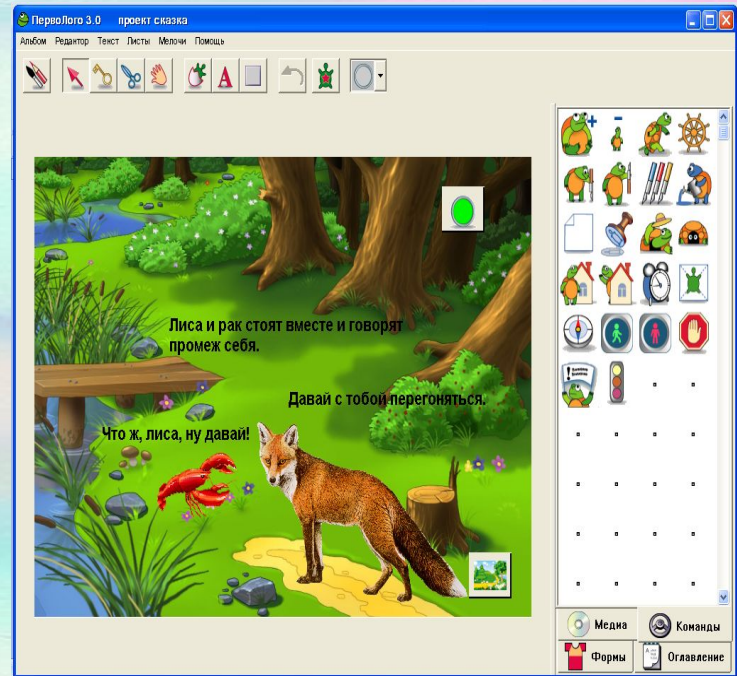 ПервоЛого 3.0 проект сказка
Альбом Редактор Текст Листы Мелочи Помощь
Лиса и рак стоят вместе и говорят
промеж себя.
Давай с тобой перегоняться.
Что ж, лиса, ну давай!
Медиа Команды
Формы Оглавление